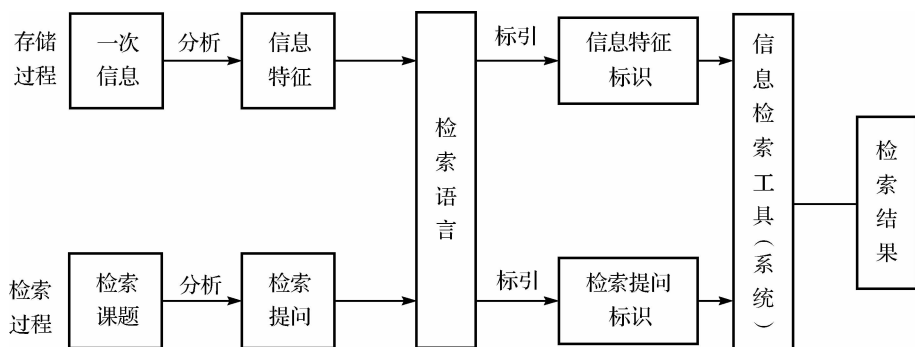 存储
过程
一次
信息
分析
信息
特征
检索语言
标引
信息特征
标识
信息检索工具(系统)
检索结果
检索
过程
检索
课题
分析
检索
提问
标引
检索提问
标识